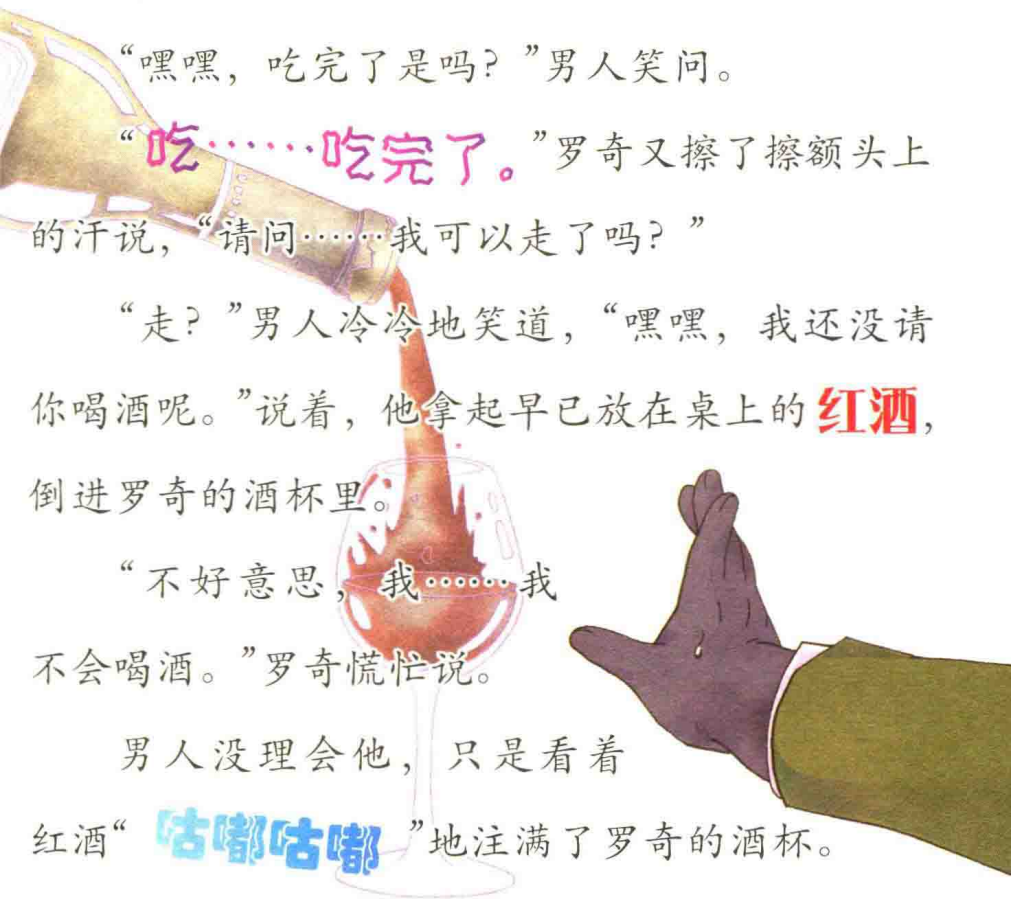 “嘿嘿，吃完了是吗？”男人笑问。
“吃……吃完了。”罗奇又擦了擦额头上
的汗说，“请问……我可以走了吗？”
“走？”男人冷冷地笑道，“嘿嘿，我还没请
你喝酒呢。”说着，他拿起早已放在桌上的红酒，
倒进罗奇的酒杯里。
“不好意思，我……我
不会喝酒。”罗奇慌忙说。
男人没理会他，只是看着
红酒“咕嘟咕嘟”地注满了罗奇的酒杯。